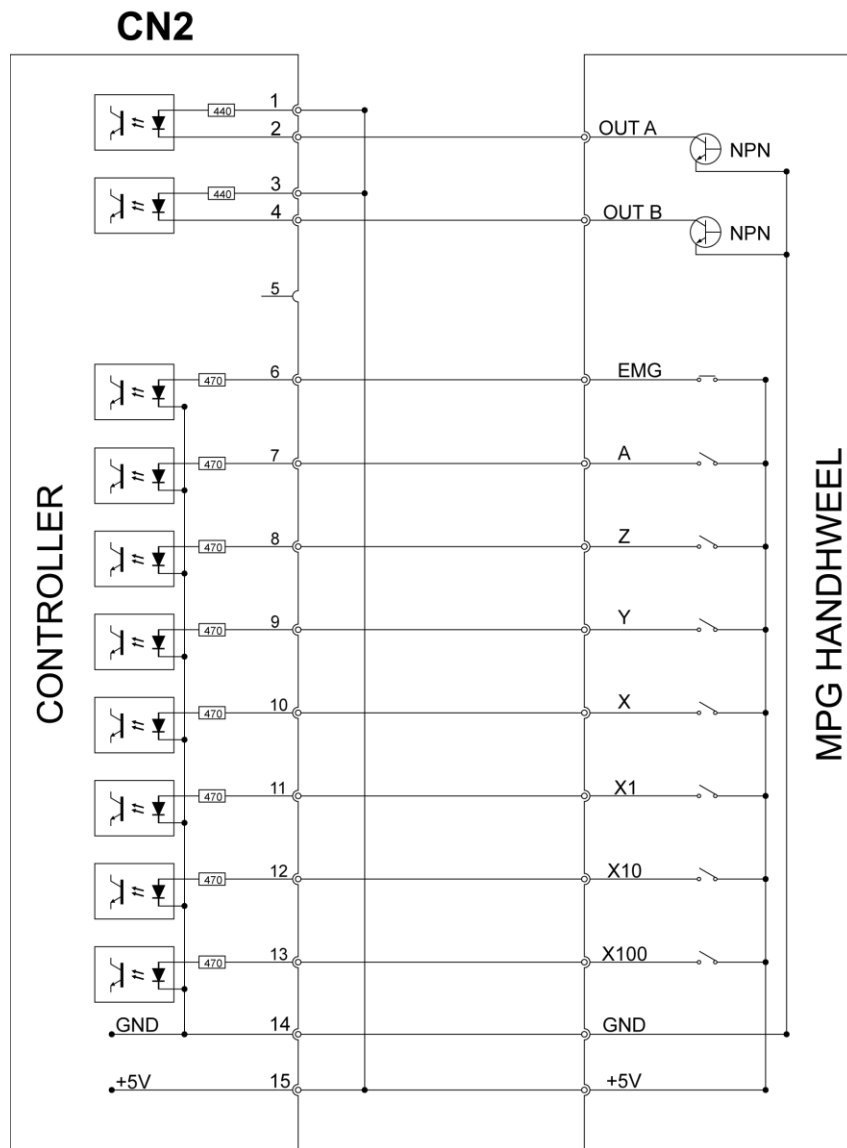 CN2
440 1
2 OUT A NPN
440 3
4 OUT B NPN
5
470 6 EMG
470 7 A
470 8 Z
470 9 Y
470 10 X
470 11 X1
470 12 X10
470 13 X100
GND 14 GND
+5V 15 +5V
CONTROLLER
MPG HANDHWEEL